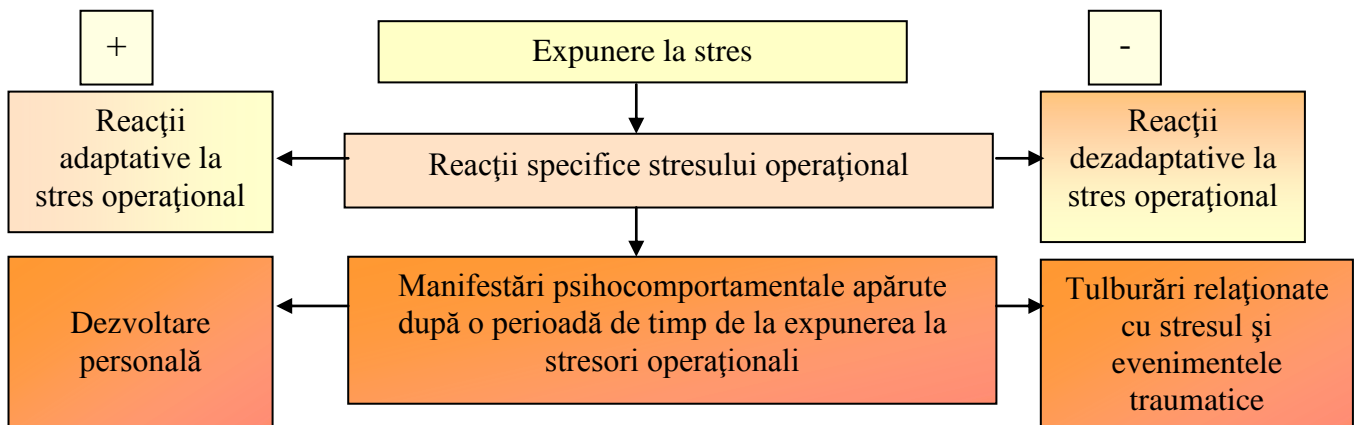 +
Expunere la stres
-
Reacţii
adaptative la
stres operaţional
Reacţii specifice stresului operaţional
Reacţii
dezadaptative la
stres operaţional
Dezvoltare
personală
Manifestări psihocomportamentale apărute
după o perioadă de timp de la expunerea la
stresori operaţionali
Tulburări relaţionate
cu stresul şi
evenimentele
traumatice